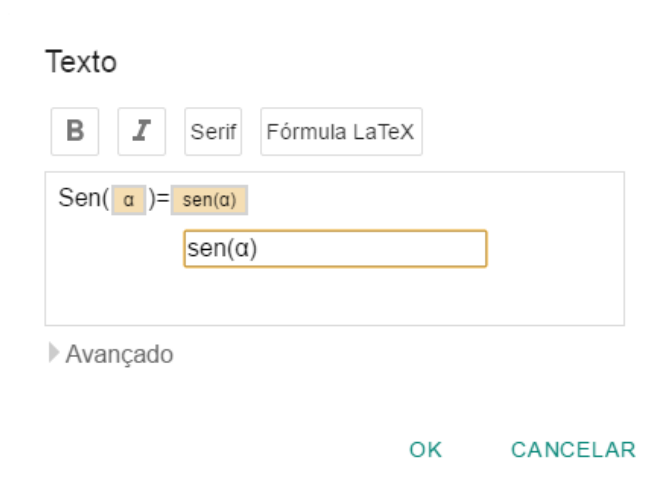 Texto
B I Serif Fórmula LaTeX
Sen( α )= sen(α)
sen(α)
Avançado
OK CANCELAR